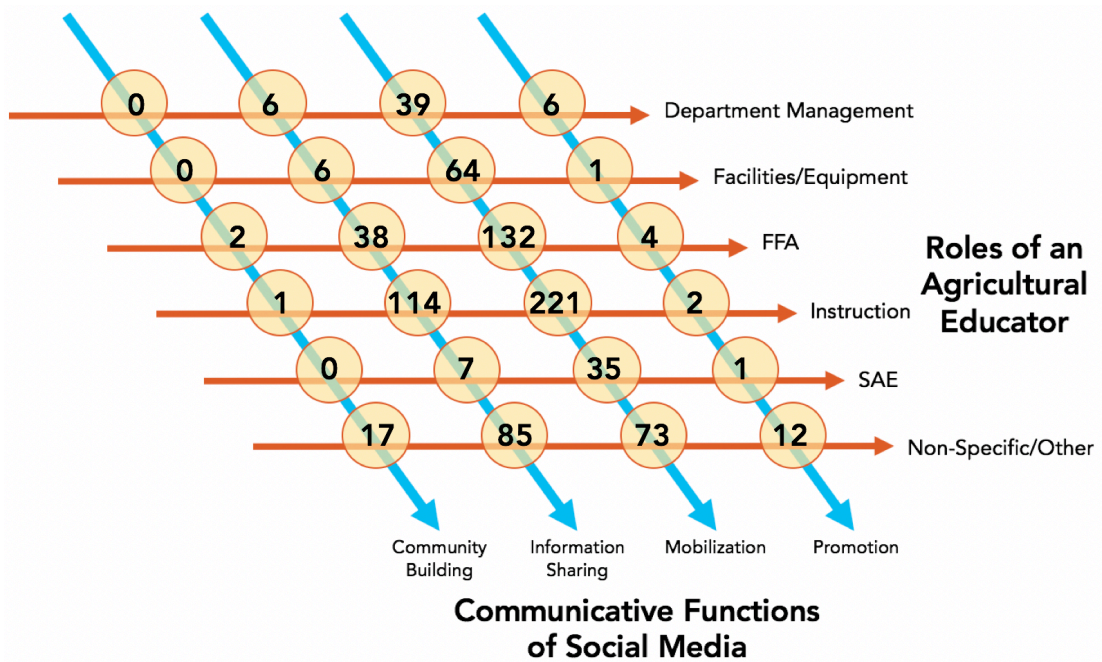 0 6 39 6 Department Management
0 6 64 1 Facilities/Equipment
2 38 132 4 FFA
1 114 221 2 Instruction
0 7 35 1 SAE
17 85 73 12 Non-Specific/Other
Roles of an
Agricultural
Educator
Community
Building
Information
Sharing
Mobilization
Promotion
Communicative Functions
of Social Media